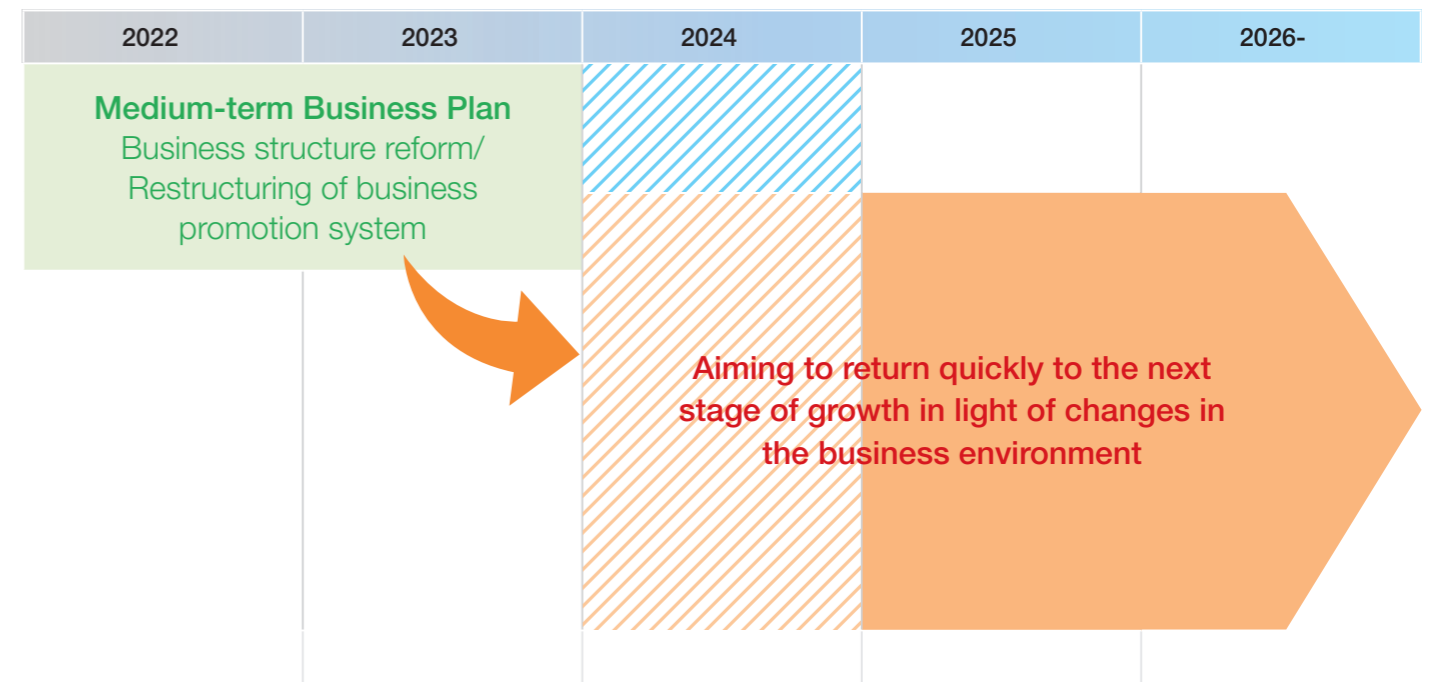 2022 2023 2024 2025 2026-
Medium-term Business Plan
Business structure reform/
Restructuring of business
promotion system
Aiming to return quickly to the next
stage of growth in light of changes in
the business environment